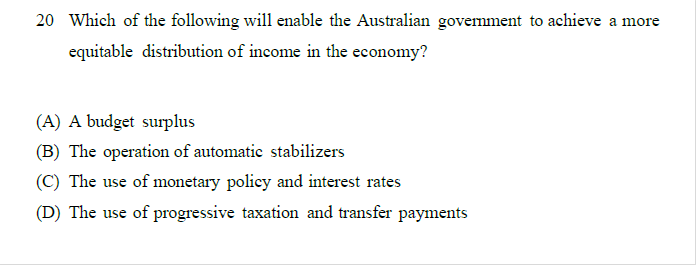 20 Which of the following will enable the Australian government to achieve a more
equitable distribution of income in the economy?
(A) A budget surplus
(B) The operation of automatic stabilizers
(C) The use of monetary policy and interest rates
(D) The use of progressive taxation and transfer payments